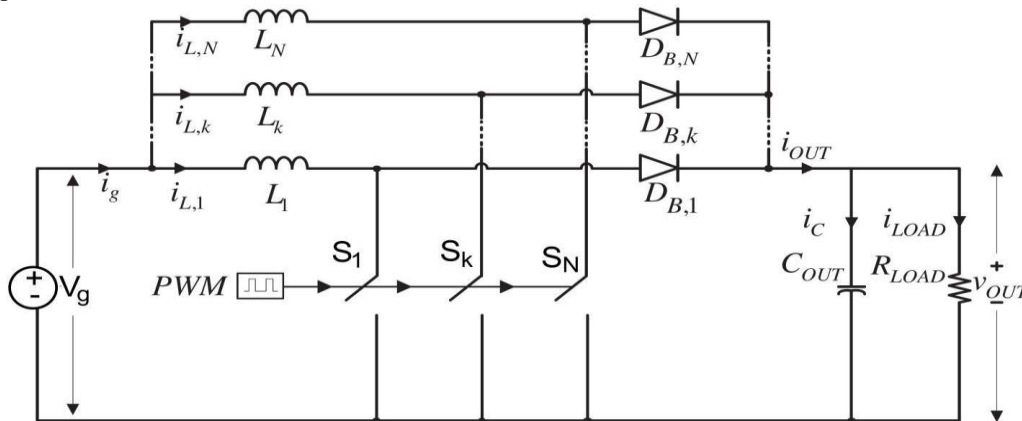 i_{L,N} L_N D_{B,N}
i_{L,k} L_k D_{B,k}
i_g i_{L,1} L_1 D_{B,1} i_{OUT}
S_1 S_k S_N i_C i_{LOAD}
+ - V_g PWM C_{OUT} R_{LOAD} + v_{OUT} -